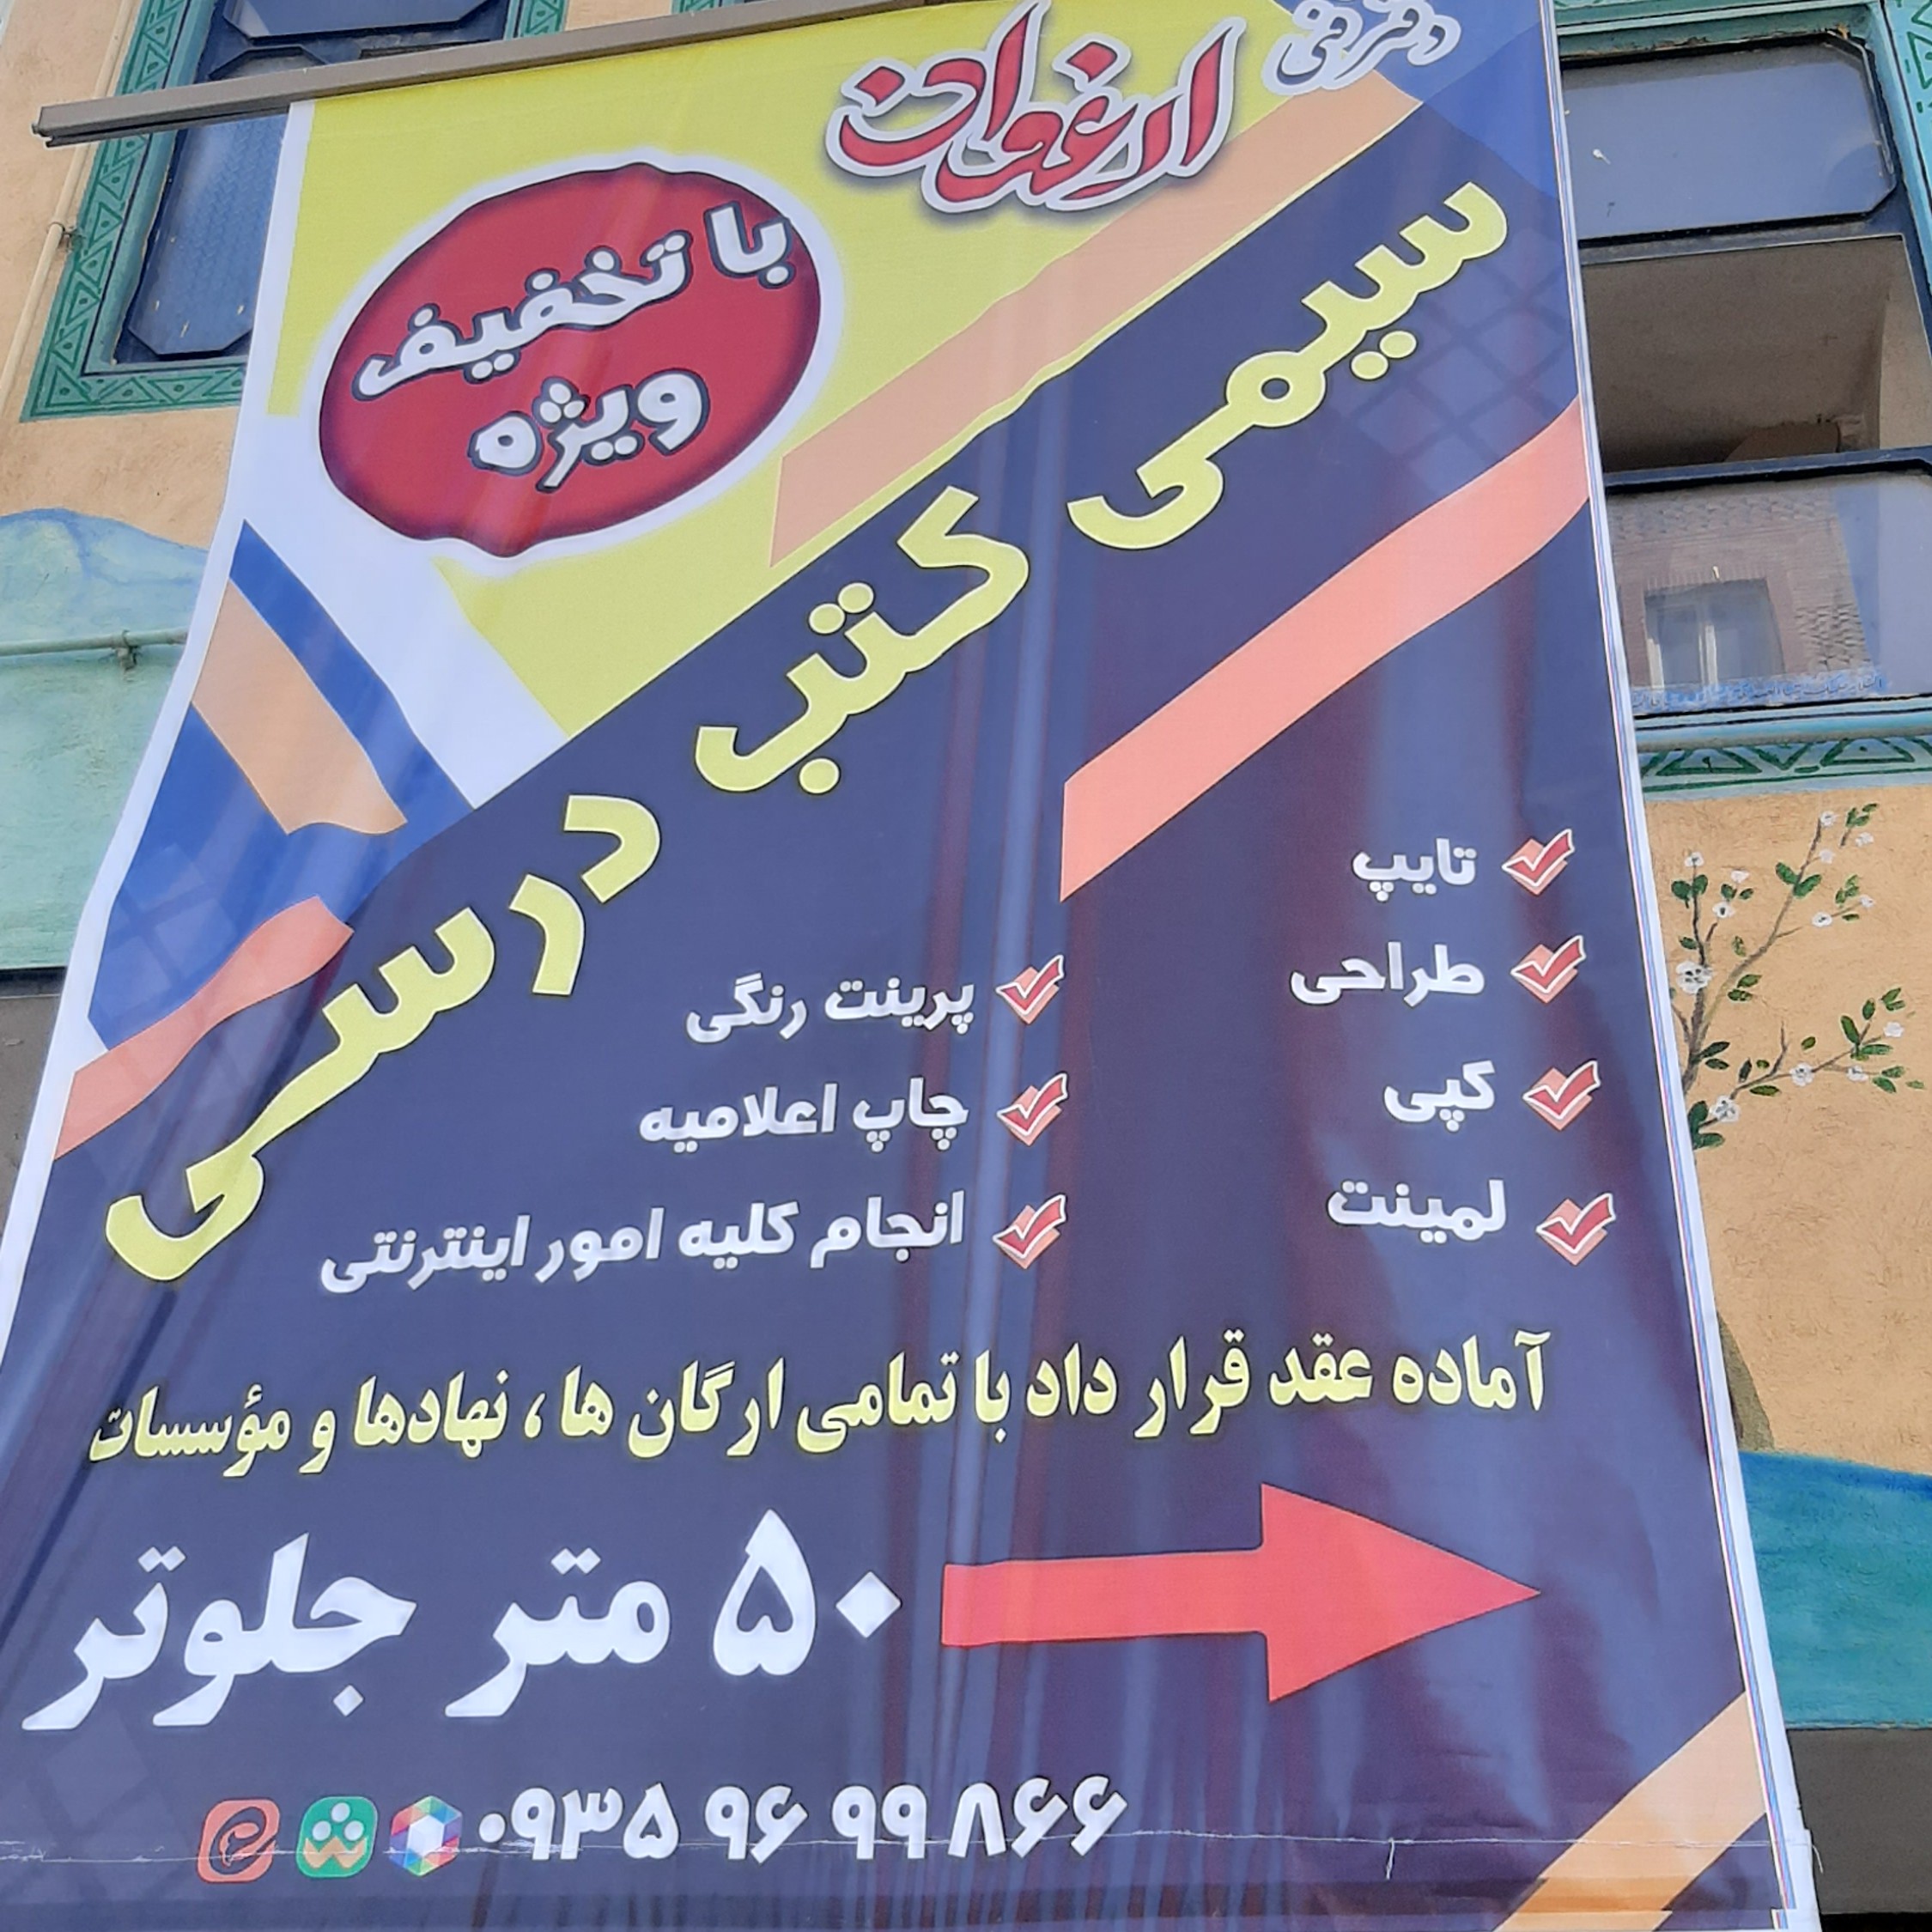 دفتر فنی
ارغوان
با تخفیف
ویژه
سیمی کتب درسی
تایپ
طراحی
کپی
لمینت
پرینت رنگی
چاپ اعلامیه
انجام کلیه امور اینترنتی
آماده عقد قرار داد با تمامی ارگان ها ، نهادها و مؤسسات
۵۰ متر جلوتر
۰۹۳۵ ۹۶ ۹۹ ۸۶۶